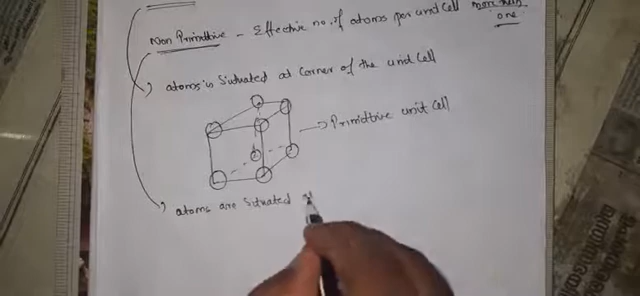 Non Primitive - Effective no. of atoms per unit cell more than
one
atoms is situated at corner of the unit cell
Primitive unit cell
atoms are situated